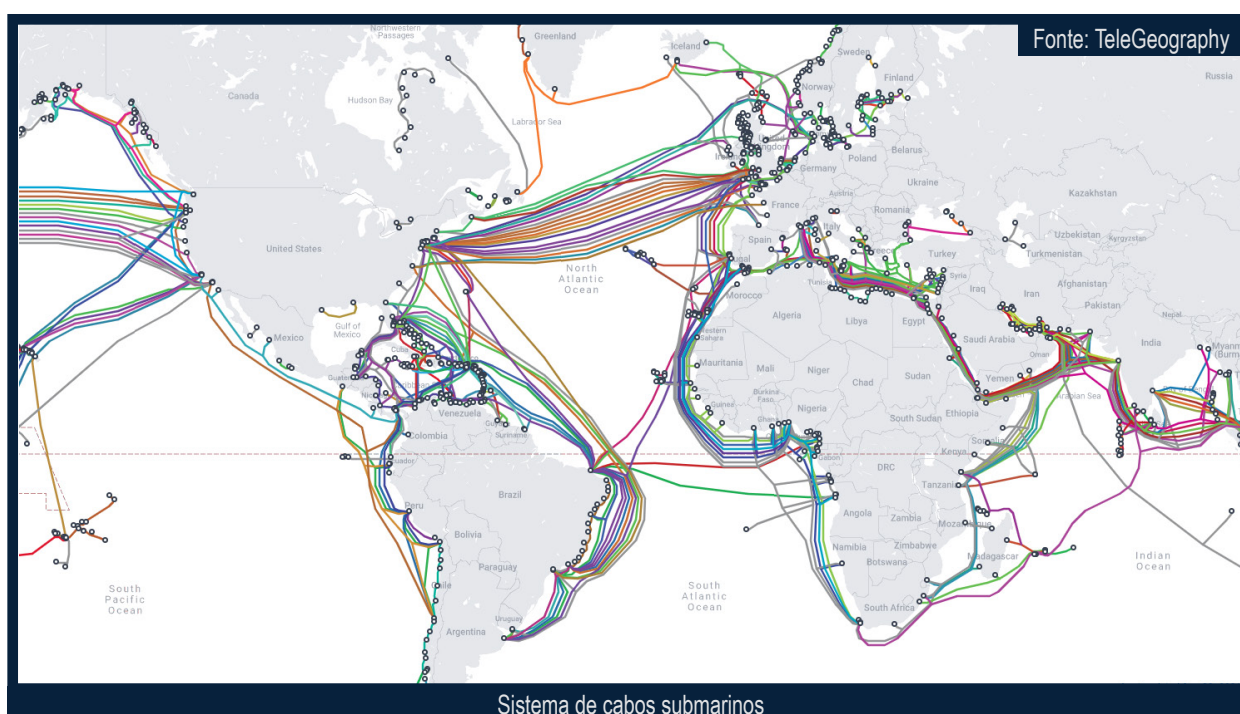 Fonte: TeleGeography
Northwestern
Passages
Greenland
Iceland
Sweden
Finland
Norway
Russia
Canada
Hudson Bay
Labrador Sea
United
Kingdom
Belarus
Poland
Germany
Ukraine
Kazakhstan
Austria
France
Romania
Italy
Uzbekistan
Kyrgyzstan
Turkmenistan
Spain
Turkey
Syria
United States
North
Atlantic
Ocean
Morocco
Iraq
Iran
Afghanistan
Pakistan
Nepal
Algeria
Libya
Egypt
Saudi Arabia
India
Myanmar
(Burma)
Gulf of
Mexico
Mexico
Cuba
Western
Sahara
Mauritania
Mali
Niger
Chad
Sudan
Oman
Yemen
Arabian Sea
Burkina
Faso
Guinea
Ghana
Nigeria
South Sudan
Ethiopia
Somalia
Venezuela
Colombia
Suriname
Gabon
DRC
Kenya
Tanzania
Brazil
Peru
Bolivia
Angola
Zambia
Mozambique
Namibia
Zimbabwe
Botswana
Madagascar
Paraguay
Chile
South
Pacific
Ocean
South
Atlantic
Ocean
Indian
Ocean
South Africa
Uruguay
Argentina
Sistema de cabos submarinos